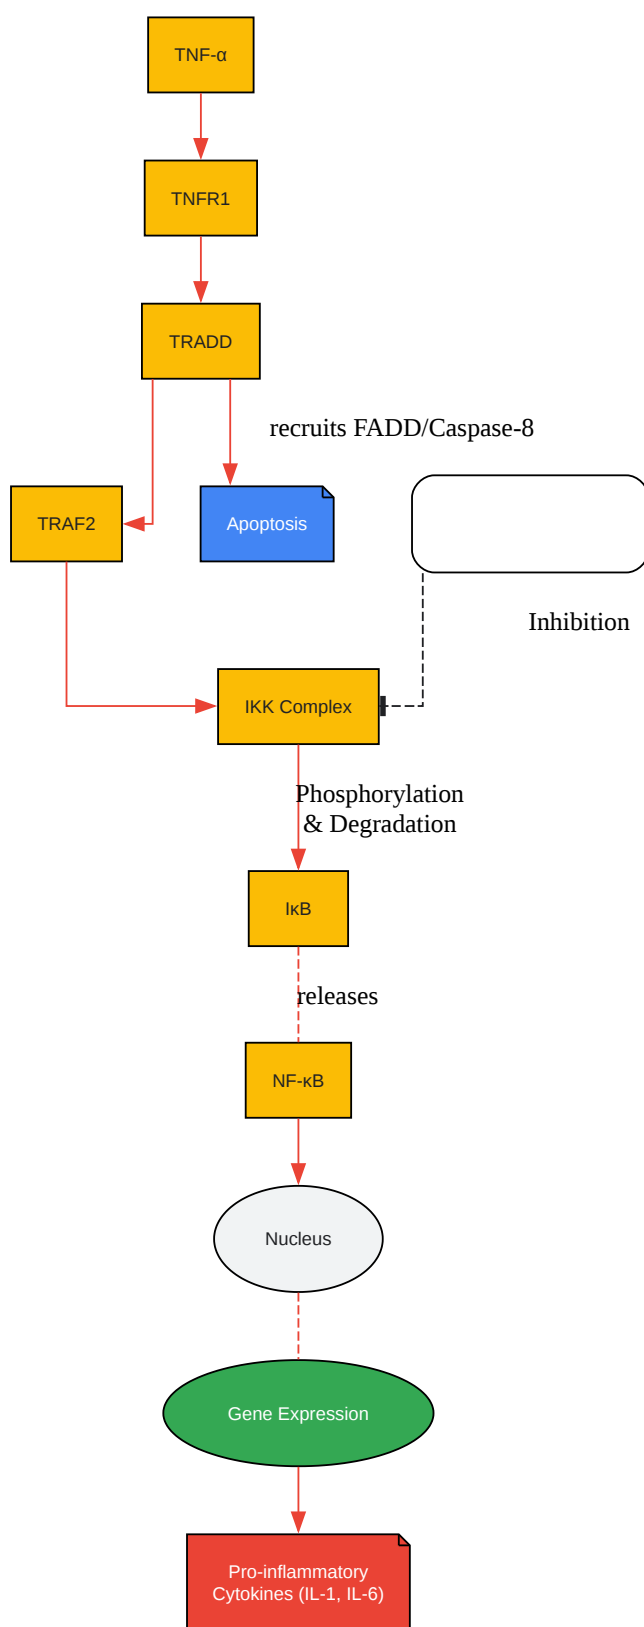 TNF-α
TNFR1
TRADD
recruits FADD/Caspase-8
TRAF2
Apoptosis
Inhibition
IKK Complex
Phosphorylation
& Degradation
IκB
releases
NF-κB
Nucleus
Gene Expression
Pro-inflammatory
Cytokines (IL-1, IL-6)